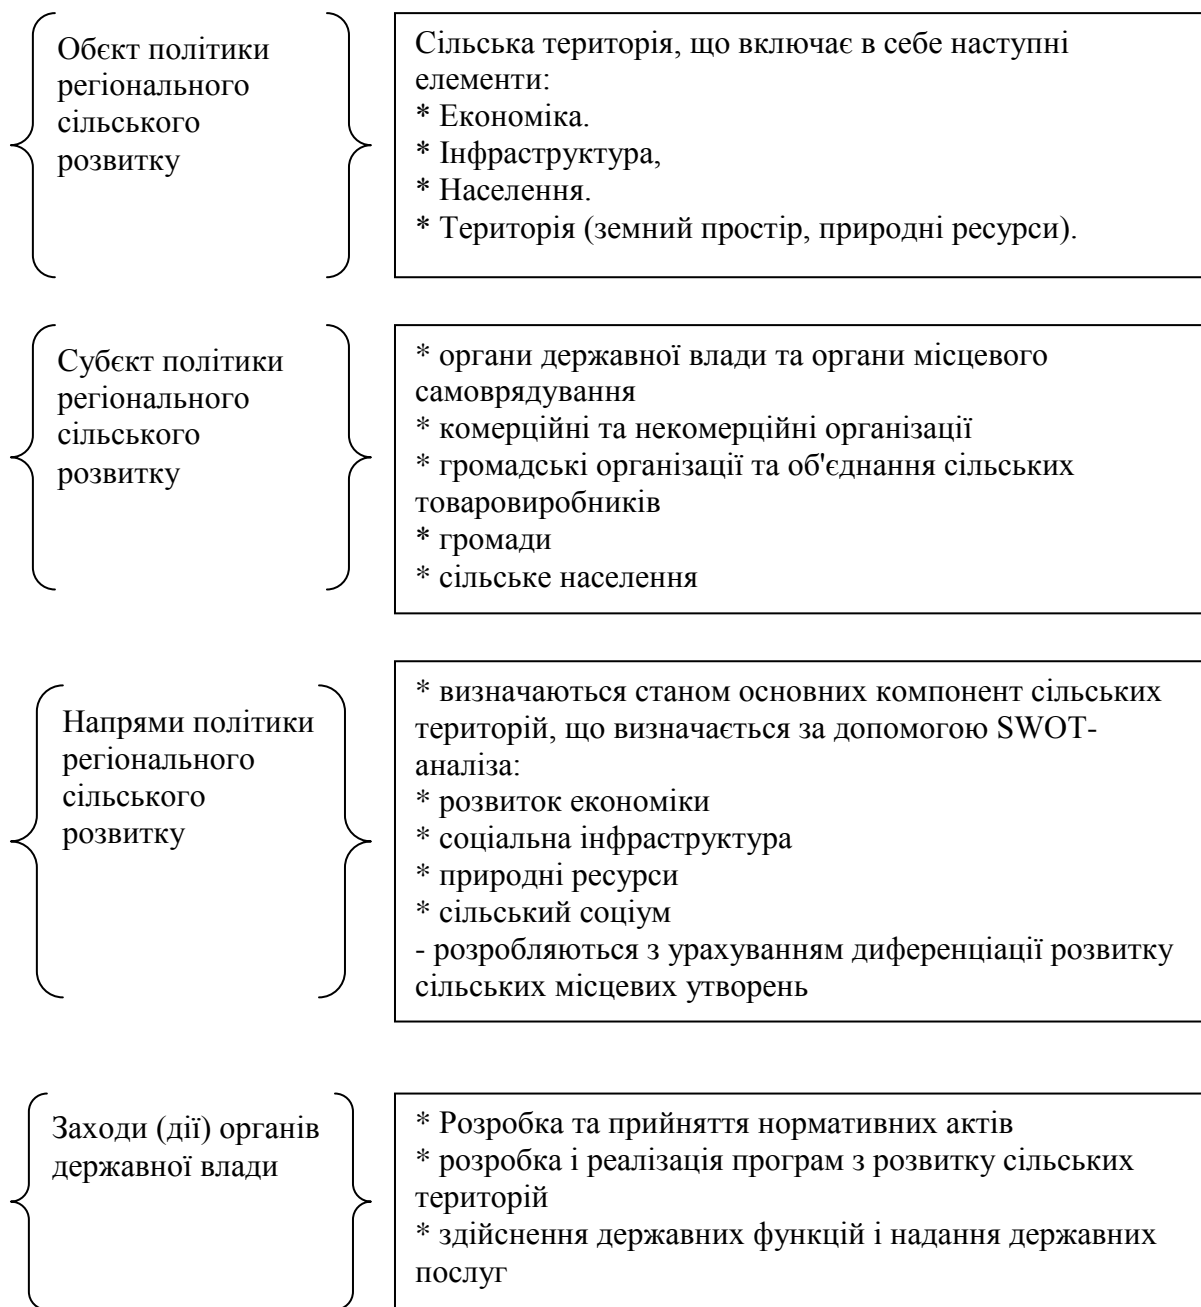 Обєкт політики
регіонального
сільського
розвитку
Сільська територія, що включає в себе наступні
елементи:
* Економіка.
* Інфраструктура,
* Населення.
* Територія (земний простір, природні ресурси).
Субєкт політики
регіонального
сільського
розвитку
* органи державної влади та органи місцевого
самоврядування
* комерційні та некомерційні організації
* громадські організації та об'єднання сільських
товаровиробників
* громади
* сільське населення
Напрями політики
регіонального
сільського
розвитку
* визначаються станом основних компонент сільських
територій, що визначається за допомогою SWOT-
аналіза:
* розвиток економіки
* соціальна інфраструктура
* природні ресурси
* сільський соціум
- розробляються з урахуванням диференціації розвитку
сільських місцевих утворень
Заходи (дії) органів
державної влади
* Розробка та прийняття нормативних актів
* розробка і реалізація програм з розвитку сільських
територій
* здійснення державних функцій і надання державних
послуг